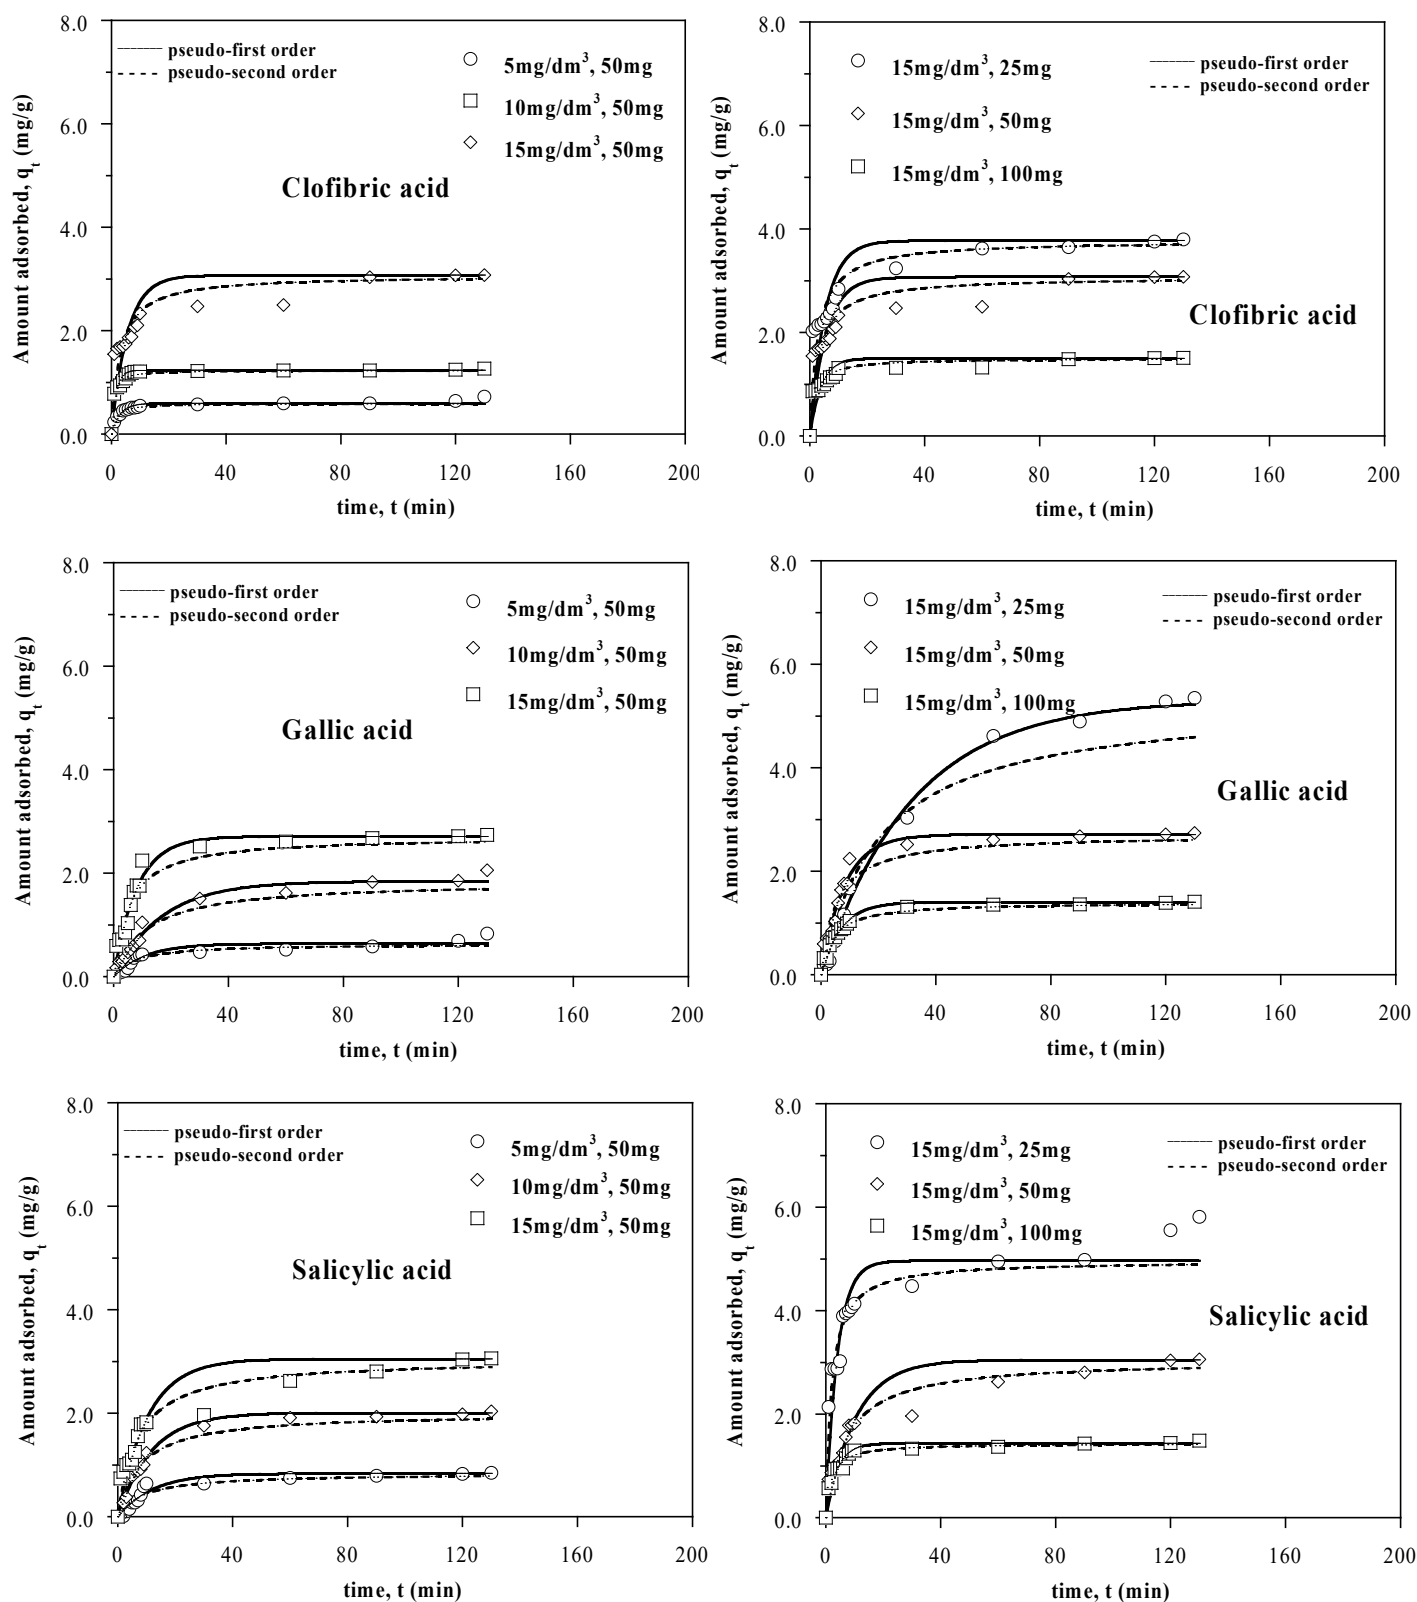 8.0
6.0
4.0
2.0
0.0
Amount adsorbed, q_t (mg/g)
pseudo-first order
pseudo-second order
5mg/dm³, 50mg
10mg/dm³, 50mg
15mg/dm³, 50mg
Clofibric acid
0 40 80 120 160 200
time, t (min)
8.0
6.0
4.0
2.0
0.0
Amount adsorbed, q_t (mg/g)
15mg/dm³, 25mg
15mg/dm³, 50mg
15mg/dm³, 100mg
pseudo-first order
pseudo-second order
Clofibric acid
0 40 80 120 160 200
time, t (min)
8.0
6.0
4.0
2.0
0.0
Amount adsorbed, q_t (mg/g)
pseudo-first order
pseudo-second order
5mg/dm³, 50mg
10mg/dm³, 50mg
15mg/dm³, 50mg
Gallic acid
0 40 80 120 160 200
time, t (min)
8.0
6.0
4.0
2.0
0.0
Amount adsorbed, q_t (mg/g)
15mg/dm³, 25mg
15mg/dm³, 50mg
15mg/dm³, 100mg
pseudo-first order
pseudo-second order
Gallic acid
0 40 80 120 160 200
time, t (min)
8.0
6.0
4.0
2.0
0.0
Amount adsorbed, q_t (mg/g)
pseudo-first order
pseudo-second order
5mg/dm³, 50mg
10mg/dm³, 50mg
15mg/dm³, 50mg
Salicylic acid
0 40 80 120 160 200
time, t (min)
8.0
6.0
4.0
2.0
0.0
Amount adsorbed, q_t (mg/g)
15mg/dm³, 25mg
15mg/dm³, 50mg
15mg/dm³, 100mg
pseudo-first order
pseudo-second order
Salicylic acid
0 40 80 120 160 200
time, t (min)